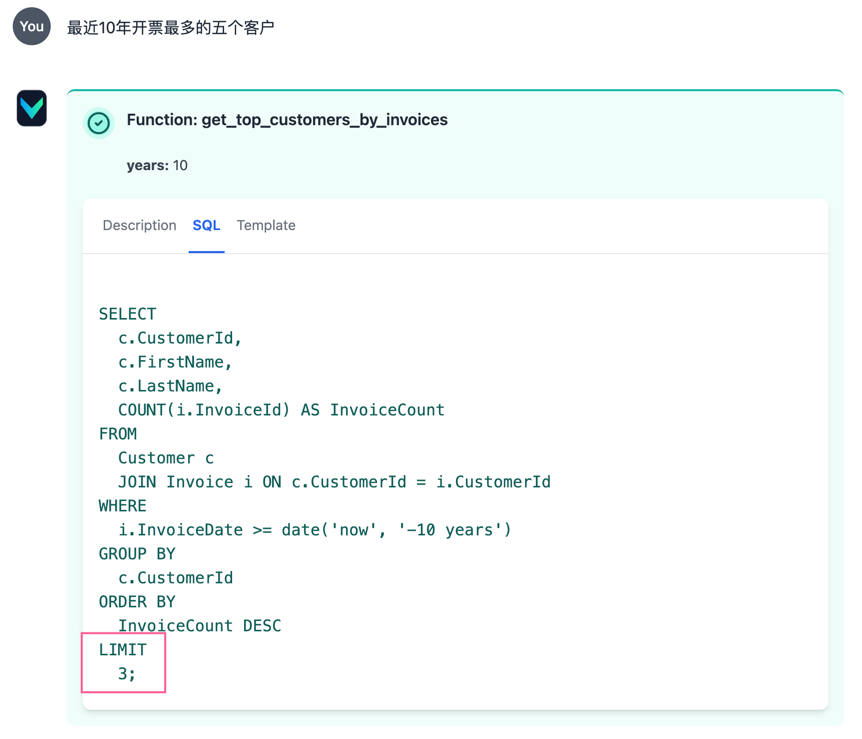 You
最近10年开票最多的五个客户
Function: get_top_customers_by_invoices
years: 10
Description SQL Template
SELECT
c.CustomerId,
c.FirstName,
c.LastName,
COUNT(i.InvoiceId) AS InvoiceCount
FROM
Customer c
JOIN Invoice i ON c.CustomerId = i.CustomerId
WHERE
i.InvoiceDate >= date('now', '-10 years')
GROUP BY
c.CustomerId
ORDER BY
InvoiceCount DESC
LIMIT
3;